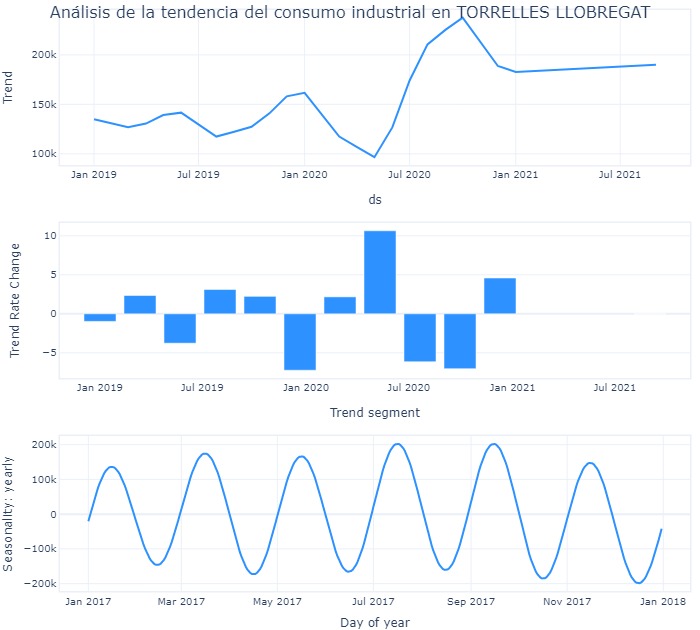 Análisis de la tendencia del consumo industrial en TORRELLES LLOBREGAT
Trend
200k
150k
100k
Jan 2019 Jul 2019 Jan 2020 Jul 2020 Jan 2021 Jul 2021
ds
Trend Rate Change
10
5
0
−5
Jan 2019 Jul 2019 Jan 2020 Jul 2020 Jan 2021 Jul 2021
Trend segment
Seasonality: yearly
200k
100k
0
−100k
−200k
Jan 2017 Mar 2017 May 2017 Jul 2017 Sep 2017 Nov 2017 Jan 2018
Day of year